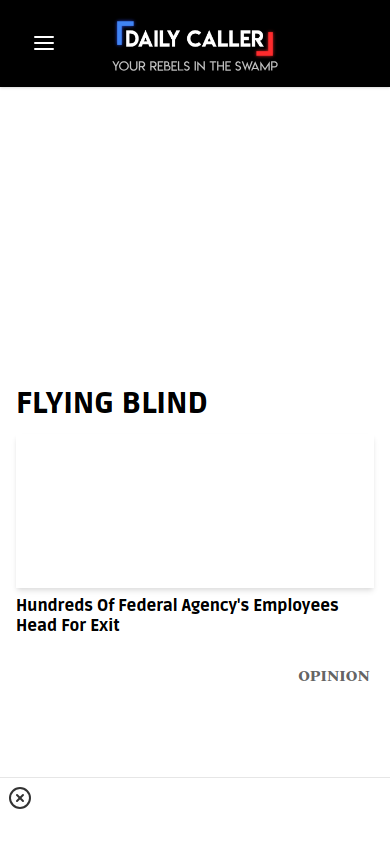 DAILY CALLER
YOUR REBELS IN THE SWAMP
FLYING BLIND
Hundreds Of Federal Agency's Employees
Head For Exit
OPINION